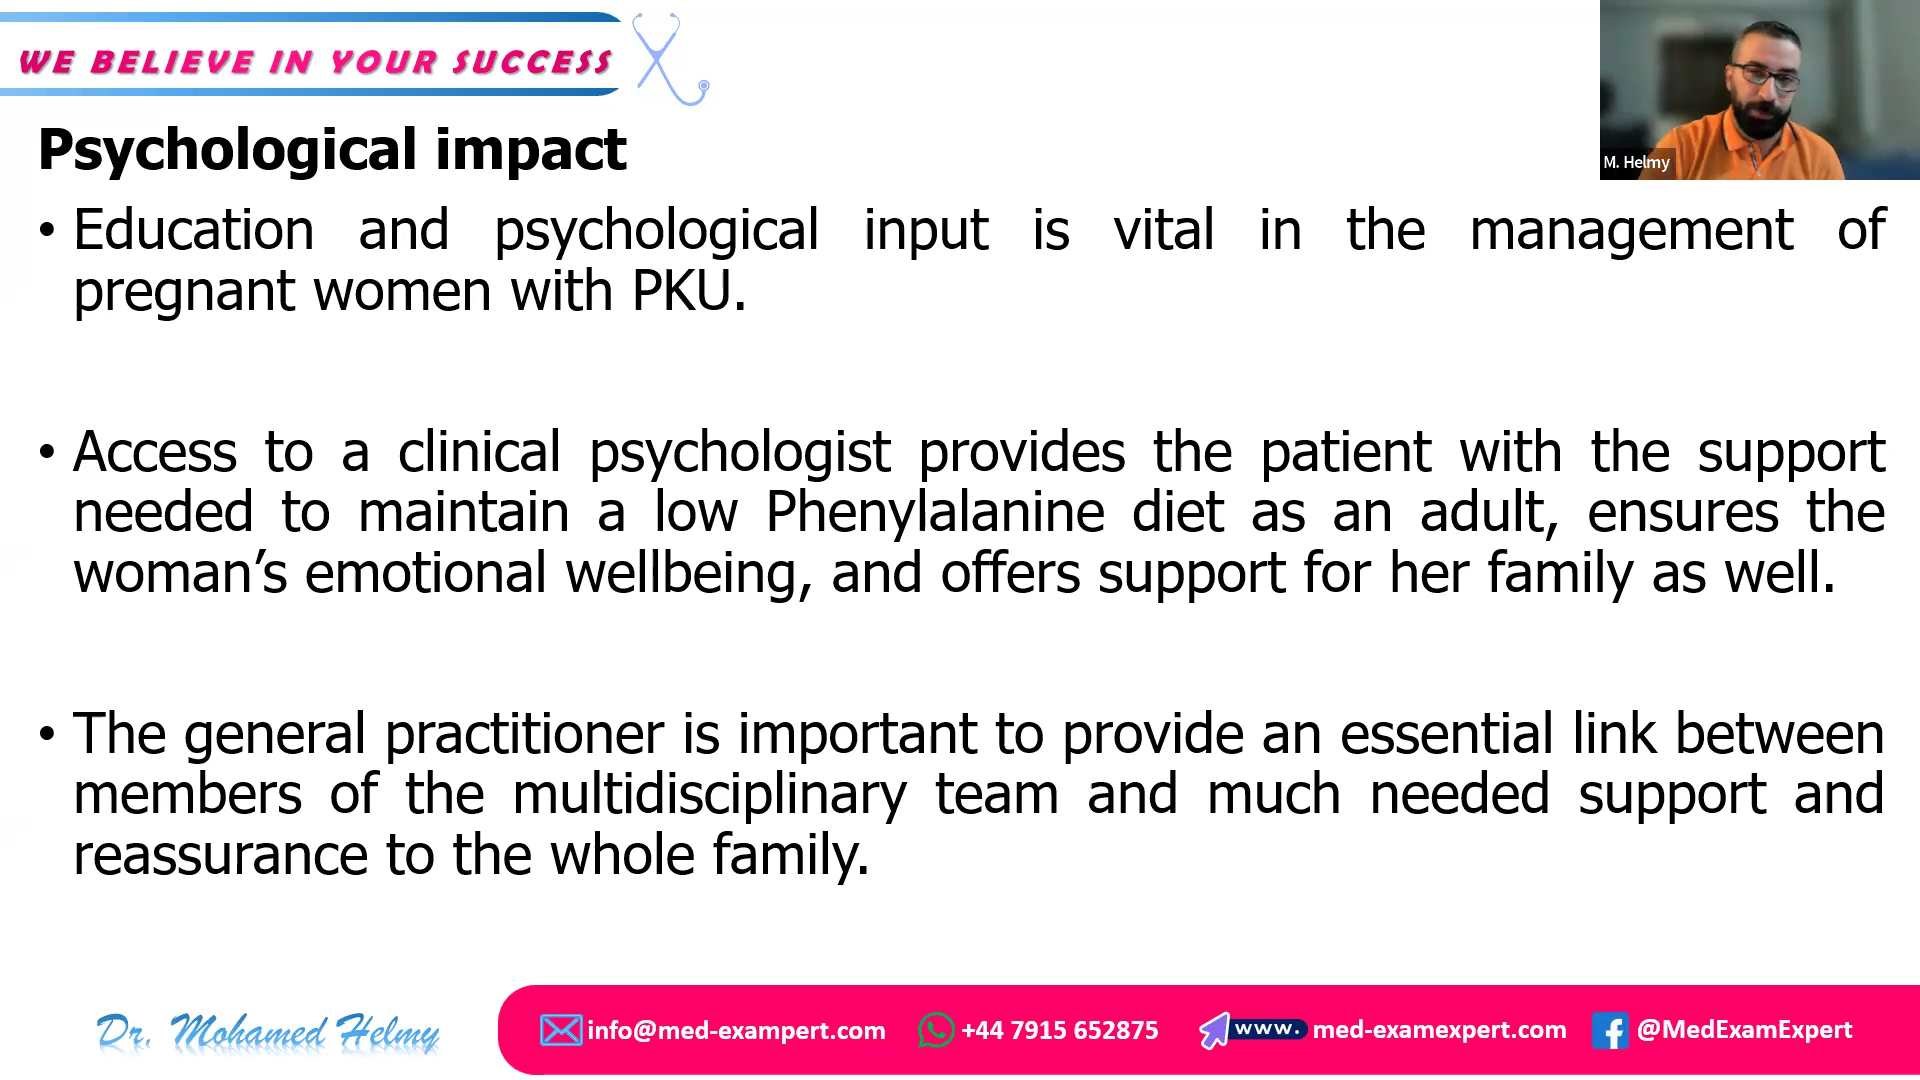 WE BELIEVE IN YOUR SUCCESS
M. Helmy
Psychological impact
• Education and psychological input is vital in the management of
pregnant women with PKU.
• Access to a clinical psychologist provides the patient with the support
needed to maintain a low Phenylalanine diet as an adult, ensures the
woman’s emotional wellbeing, and offers support for her family as well.
• The general practitioner is important to provide an essential link between
members of the multidisciplinary team and much needed support and
reassurance to the whole family.
Dr. Mohamed Helmy
info@med-exampert.com
+44 7915 652875
www. med-examexpert.com
@MedExamExpert